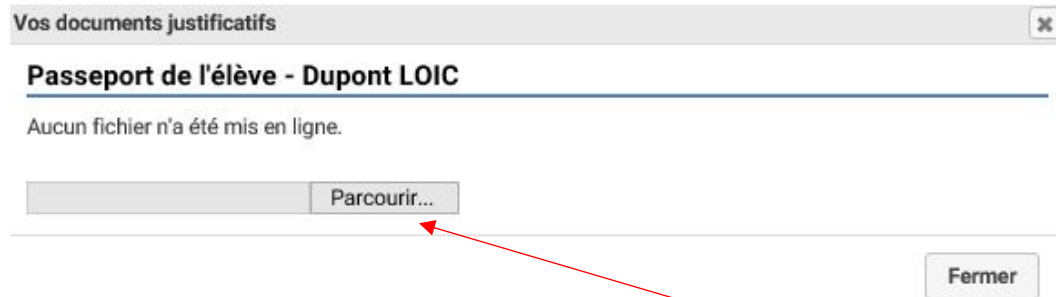 Vos documents justificatifs
Passeport de l'élève - Dupont LOIC
Aucun fichier n'a été mis en ligne.
Parcourir...
Fermer